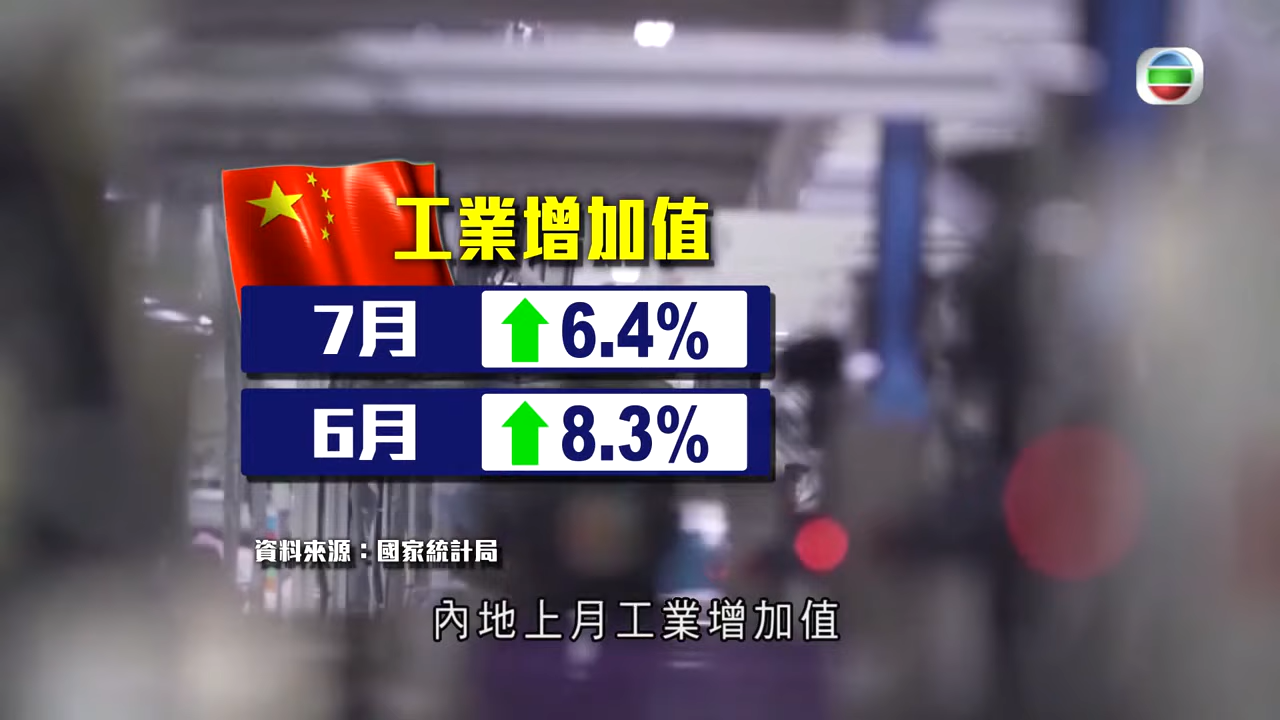 工業增加值
7月 6.4%
6月 8.3%
資料來源：國家統計局
內地上月工業增加值